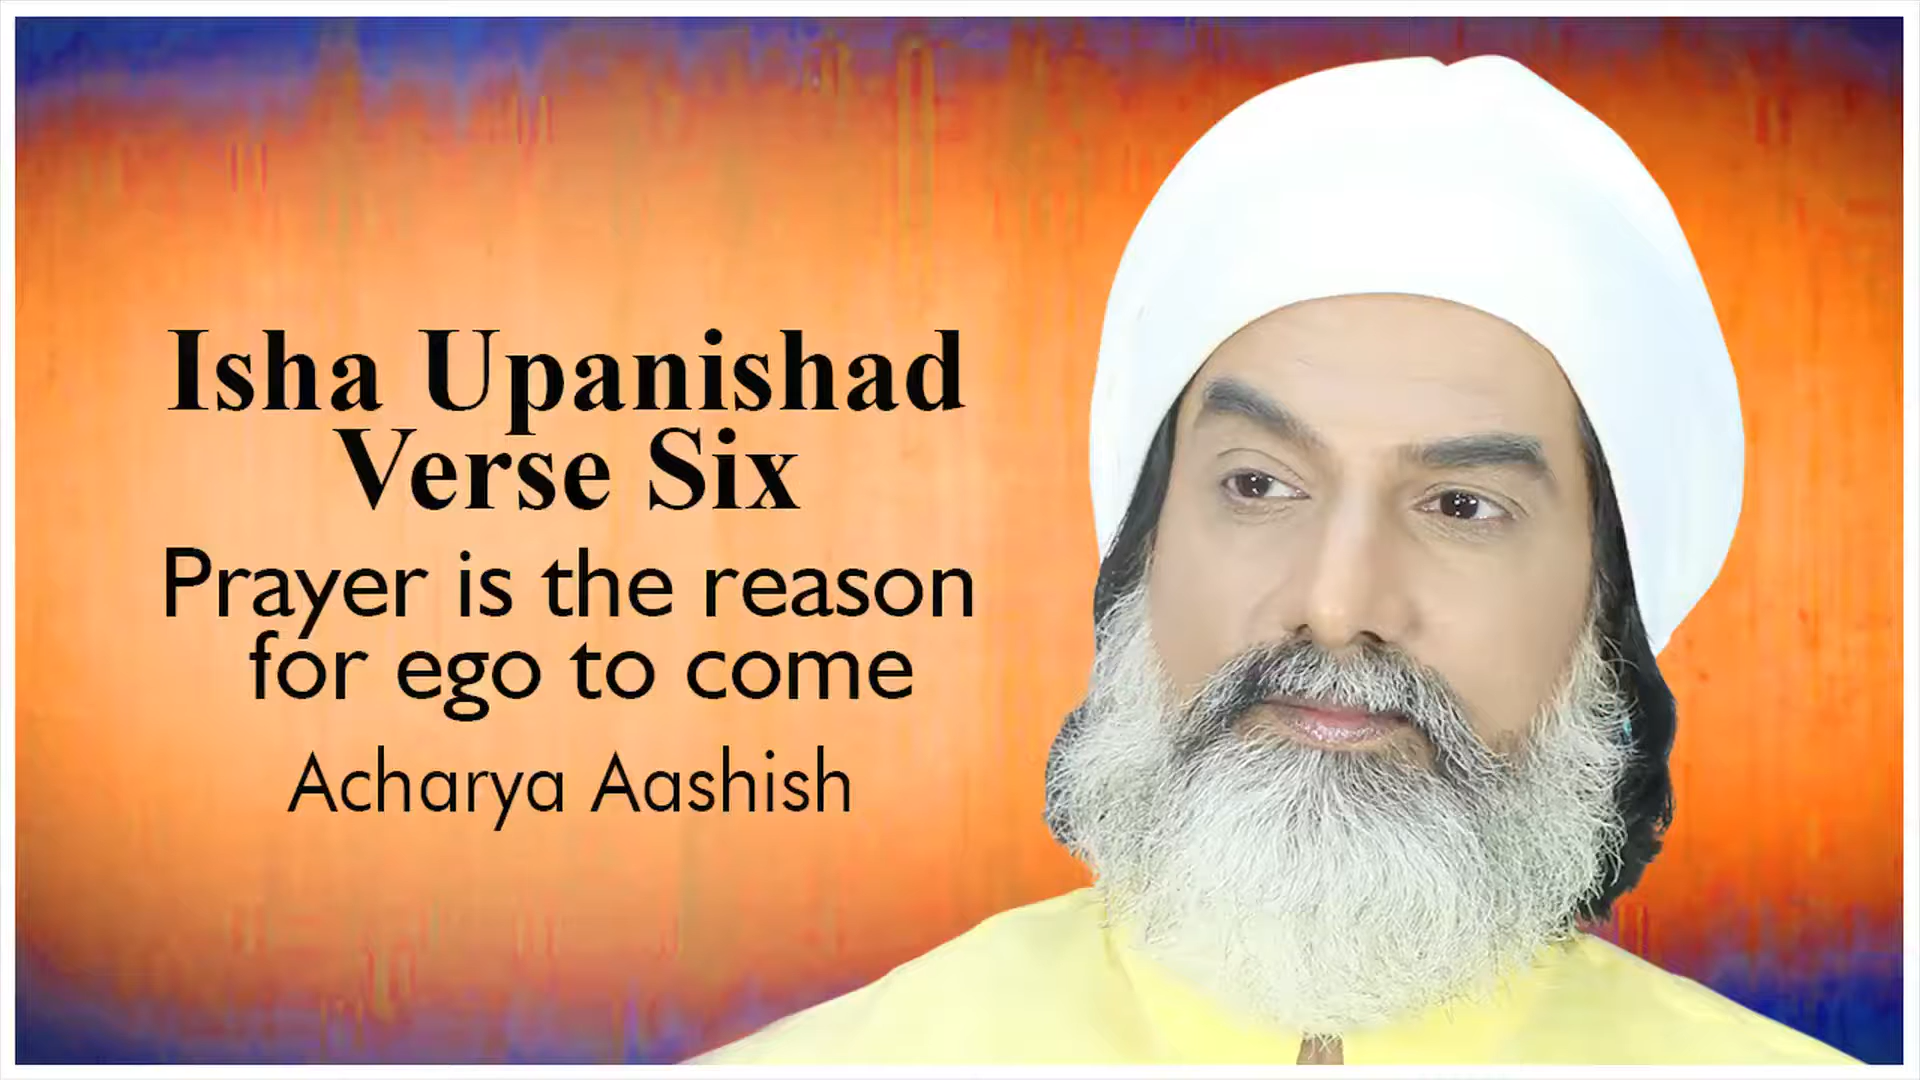 Isha Upanishad
Verse Six
Prayer is the reason
for ego to come
Acharya Aashish